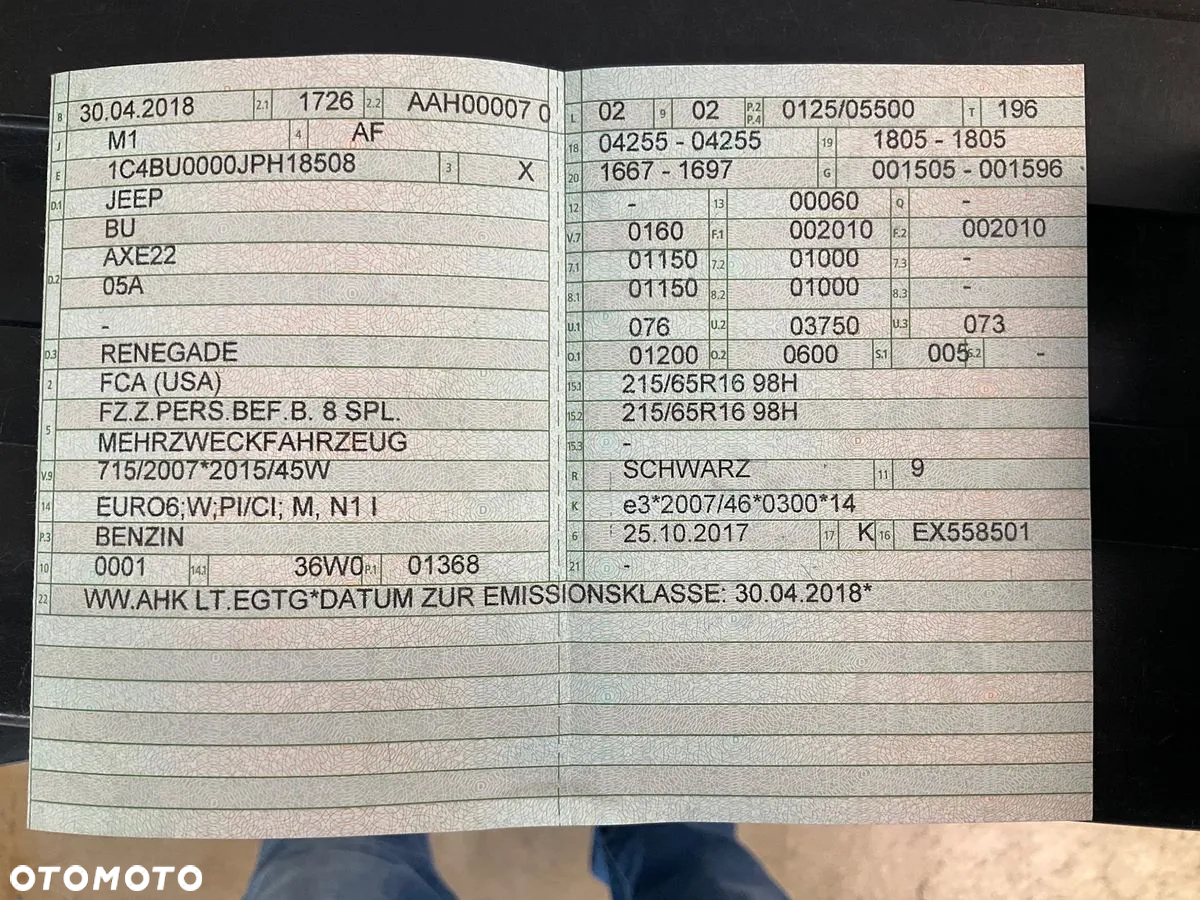 B 30.04.2018 2.1 1726 2.2 AAH00007 0
J M1 4 AF
E 1C4BU0000JPH18508 3 X
D.1 JEEP
BU
D.2 AXE22
05A
-
D.3 RENEGADE
2 FCA (USA)
5 FZ.Z.PERS.BEF.B. 8 SPL.
MEHRZWECKFAHRZEUG
V.9 715/2007*2015/45W
14 EURO6;W;PI/CI; M, N1 I
P.3 BENZIN
10 0001 14.1 36W0 P.1 01368
L 02 9 02 P.2 P.4 0125/05500 T 196
18 04255 - 04255 19 1805 - 1805
20 1667 - 1697 G 001505 - 001596
12 - 13 00060 Q -
V.7 0160 F.1 002010 F.2 002010
7.1 01150 7.2 01000 7.3 -
8.1 01150 8.2 01000 8.3 -
U.1 076 U.2 03750 U.3 073
O.1 01200 O.2 0600 S.1 005 S.2 -
15.1 215/65R16 98H
15.2 215/65R16 98H
15.3 -
R SCHWARZ 11 9
K e3*2007/46*0300*14
6 25.10.2017 17 K 16 EX558501
21 -
22 WW.AHK LT.EGTG*DATUM ZUR EMISSIONSKLASSE: 30.04.2018*
OTOMOTO